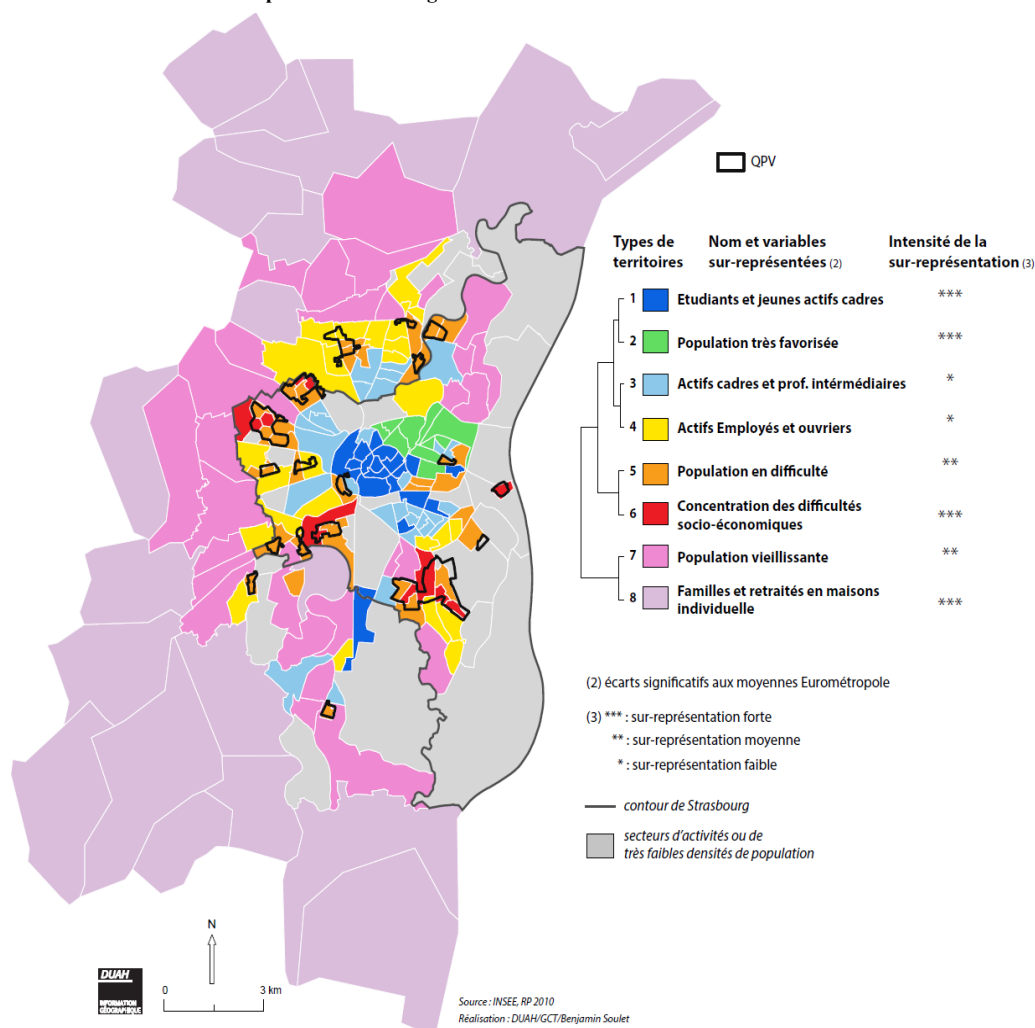 QPV
Types de territoires
Nom et variables sur-représentées (2)
Intensité de la sur-représentation (3)
1 Etudiants et jeunes actifs cadres ***
2 Population très favorisée ***
3 Actifs cadres et prof. intérmédiaires *
4 Actifs Employés et ouvriers *
5 Population en difficulté **
6 Concentration des difficultés socio-économiques ***
7 Population vieillissante **
8 Familles et retraités en maisons individuelle ***
(2) écarts significatifs aux moyennes Eurométropole
(3) *** : sur-représentation forte
** : sur-représentation moyenne
* : sur-représentation faible
contour de Strasbourg
secteurs d'activités ou de
très faibles densités de population
N
DUAH
INFORMATION
GÉOGRAPHIQUE
0 3 km
Source : INSEE, RP 2010
Réalisation : DUAH/GCT/Benjamin Soulet